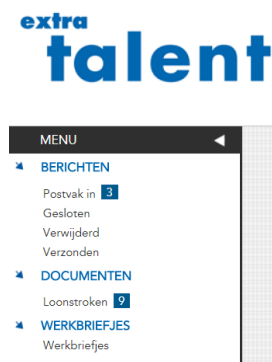 extra
talent
MENU
BERICHTEN
Postvak in 3
Gesloten
Verwijderd
Verzonden
DOCUMENTEN
Loonstroken 9
WERKBRIEFJES
Werkbriefjes